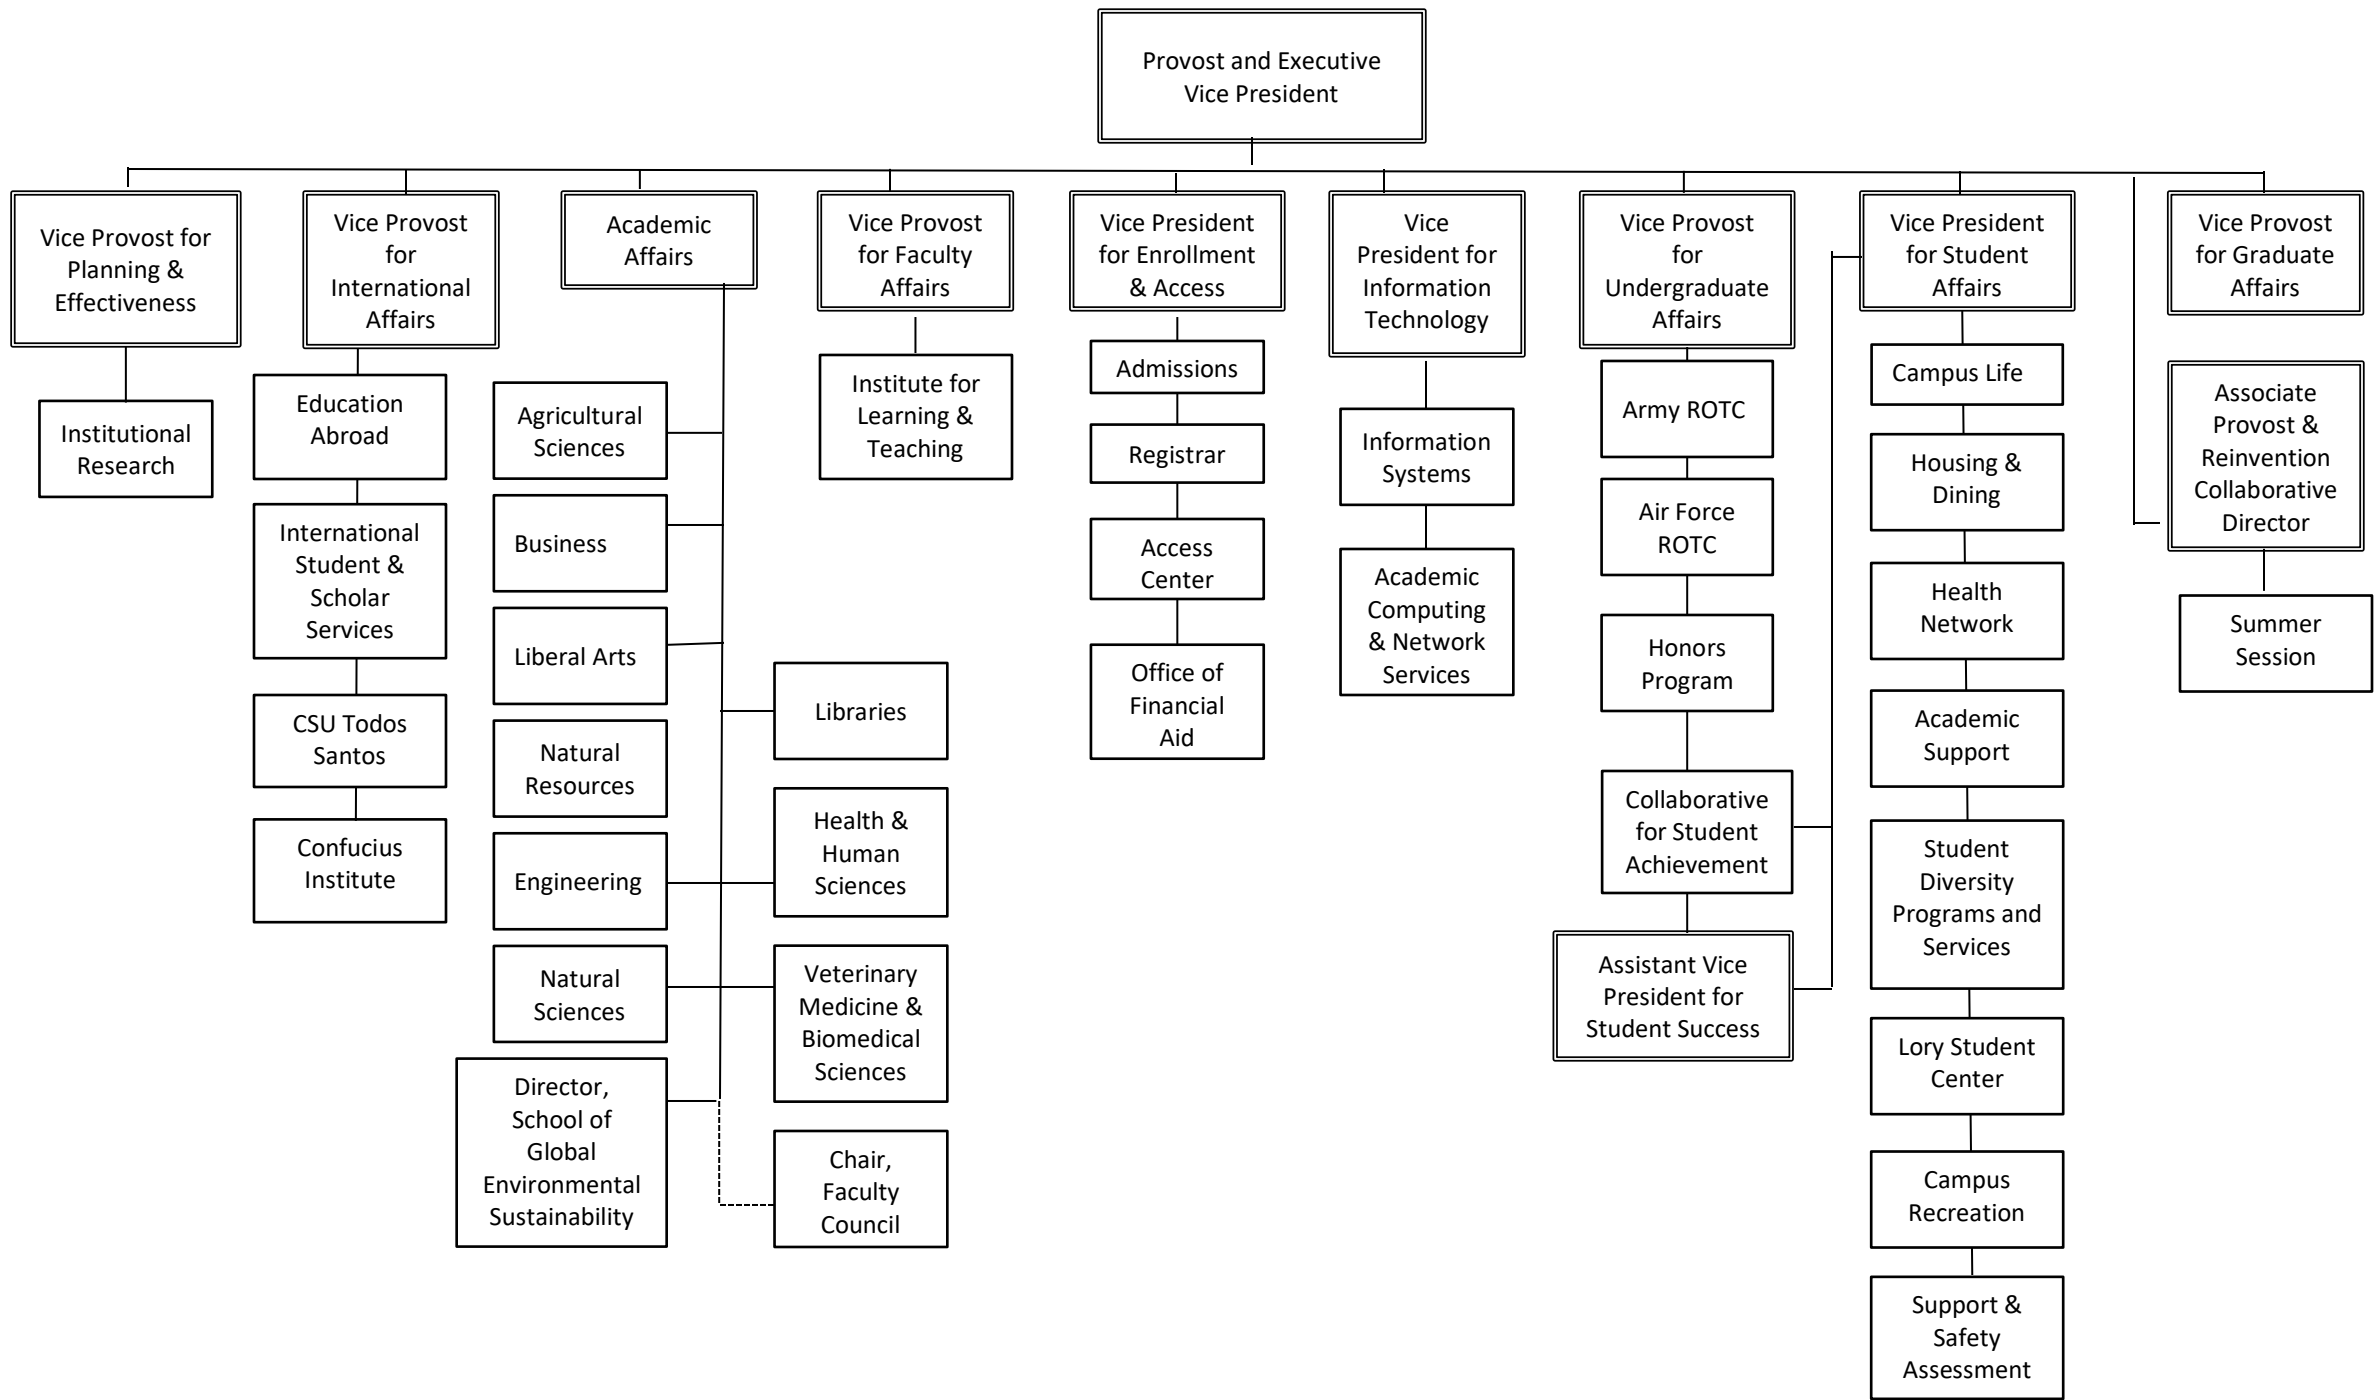 Provost and Executive
Vice President
Vice Provost for
Planning &
Effectiveness
Institutional
Research
Vice Provost
for
International
Affairs
Education
Abroad
International
Student &
Scholar
Services
CSU Todos
Santos
Confucius
Institute
Academic
Affairs
Agricultural
Sciences
Business
Liberal Arts
Natural
Resources
Engineering
Natural
Sciences
Director,
School of
Global
Environmental
Sustainability
Libraries
Health &
Human
Sciences
Veterinary
Medicine &
Biomedical
Sciences
Chair,
Faculty
Council
Vice Provost
for Faculty
Affairs
Institute for
Learning &
Teaching
Vice President
for Enrollment
& Access
Admissions
Registrar
Access
Center
Office of
Financial
Aid
Vice
President for
Information
Technology
Information
Systems
Academic
Computing
& Network
Services
Vice Provost
for
Undergraduate
Affairs
Army ROTC
Air Force
ROTC
Honors
Program
Collaborative
for Student
Achievement
Assistant Vice
President for
Student Success
Vice President
for Student
Affairs
Campus Life
Housing &
Dining
Health
Network
Academic
Support
Student
Diversity
Programs and
Services
Lory Student
Center
Campus
Recreation
Support &
Safety
Assessment
Vice Provost
for Graduate
Affairs
Associate
Provost &
Reinvention
Collaborative
Director
Summer
Session